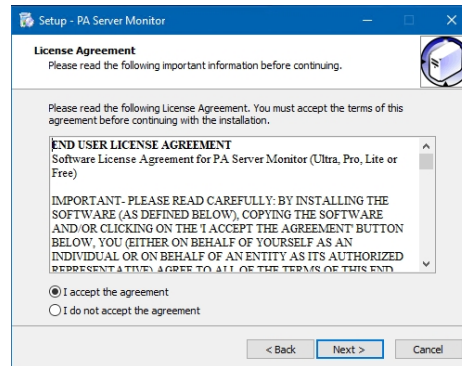 Setup - PA Server Monitor
License Agreement
Please read the following important information before continuing.
Please read the following License Agreement. You must accept the terms of this
agreement before continuing with the installation.
END USER LICENSE AGREEMENT
Software License Agreement for PA Server Monitor (Ultra, Pro, Lite or
Free)
IMPORTANT- PLEASE READ CAREFULLY: BY INSTALLING THE
SOFTWARE (AS DEFINED BELOW), COPYING THE SOFTWARE
AND/OR CLICKING ON THE 'I ACCEPT THE AGREEMENT' BUTTON
BELOW, YOU (EITHER ON BEHALF OF YOURSELF AS AN
INDIVIDUAL OR ON BEHALF OF AN ENTITY AS ITS AUTHORIZED
REPRESENTATIVE) AGREE TO ALL OF THE TERMS OF THIS END
I accept the agreement
I do not accept the agreement
< Back Next > Cancel